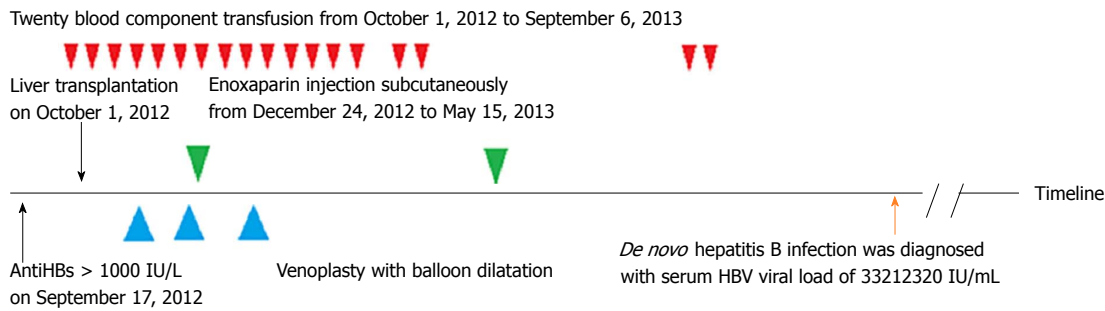 Twenty blood component transfusion from October 1, 2012 to September 6, 2013
Liver transplantation
on October 1, 2012
Enoxaparin injection subcutaneously
from December 24, 2012 to May 15, 2013
Timeline
AntiHBs > 1000 IU/L
on September 17, 2012
Venoplasty with balloon dilatation
De novo hepatitis B infection was diagnosed
with serum HBV viral load of 33212320 IU/mL